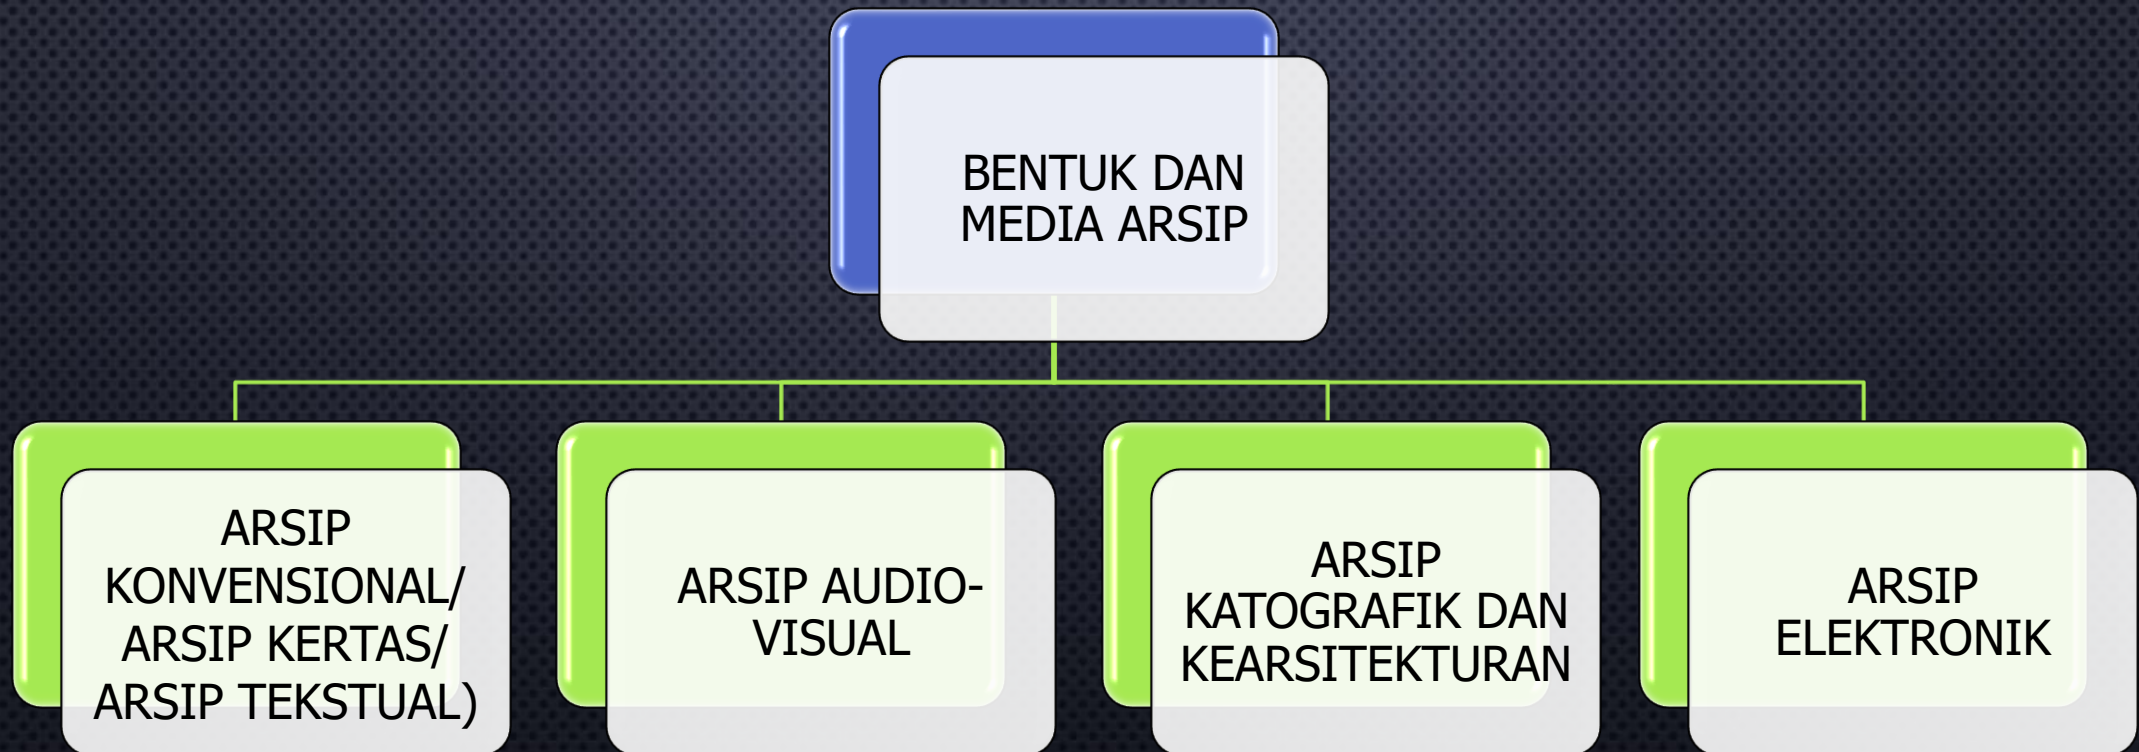 BENTUK DAN
MEDIA ARSIP
ARSIP
KONVENSIONAL/
ARSIP KERTAS/
ARSIP TEKSTUAL)
ARSIP AUDIO-
VISUAL
ARSIP
KATOGRAFIK DAN
KEARSITEKTURAN
ARSIP
ELEKTRONIK